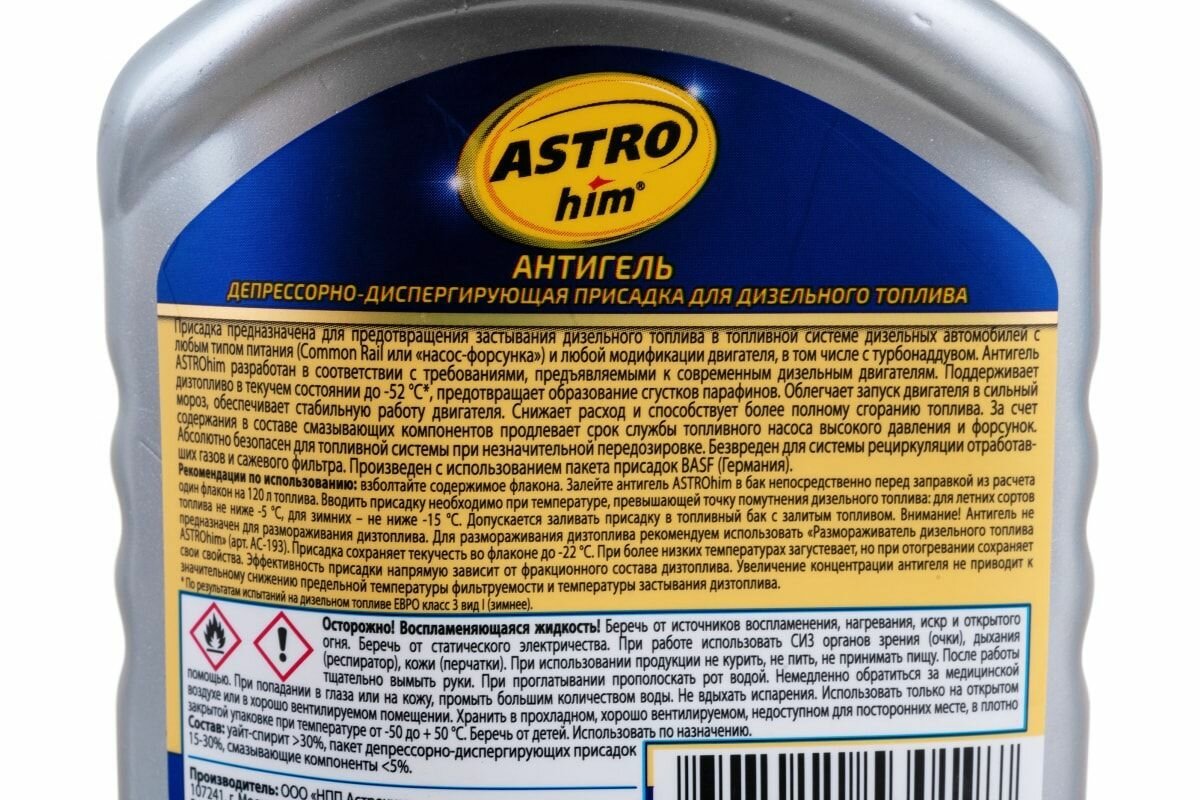 ASTRO
him®
АНТИГЕЛЬ
ДЕПРЕССОРНО-ДИСПЕРГИРУЮЩАЯ ПРИСАДКА ДЛЯ ДИЗЕЛЬНОГО ТОПЛИВА
Присадка предназначена для предотвращения застывания дизельного топлива в топливной системе дизельных автомобилей с
любым типом питания (Common Rail или «насос-форсунка») и любой модификации двигателя, в том числе с турбонаддувом. Антигель
ASTROhim разработан в соответствии с требованиями, предъявляемыми к современным дизельным двигателям. Поддерживает
дизтопливо в текучем состоянии до -52 °C*, предотвращает образование сгустков парафинов. Облегчает запуск двигателя в сильный
мороз, обеспечивает стабильную работу двигателя. Снижает расход и способствует более полному сгоранию топлива. За счет
содержания в составе смазывающих компонентов продлевает срок службы топливного насоса высокого давления и форсунок.
Абсолютно безопасен для топливной системы при незначительной передозировке. Безвреден для системы рециркуляции отработав-
ших газов и сажевого фильтра. Произведен с использованием пакета присадок BASF (Германия).
Рекомендации по использованию: взболтайте содержимое флакона. Залейте антигель ASTROhim в бак непосредственно перед заправкой из расчета
один флакон на 120 л топлива. Вводить присадку необходимо при температуре, превышающей точку помутнения дизельного топлива: для летних сортов
топлива не ниже -5 °C, для зимних – не ниже -15 °C. Допускается заливать присадку в топливный бак с залитым топливом. Внимание! Антигель не
предназначен для размораживания дизтоплива. Для размораживания дизтоплива рекомендуем использовать «Размораживатель дизельного топлива
ASTROhim» (арт. АС-193). Присадка сохраняет текучесть во флаконе до -22 °C. При более низких температурах загустевает, но при отогревании сохраняет
свои свойства. Эффективность присадки напрямую зависит от фракционного состава дизтоплива. Увеличение концентрации антигеля не приводит к
значительному снижению предельной температуры фильтруемости и температуры застывания дизтоплива.
* По результатам испытаний на дизельном топливе ЕВРО класс 3 вид I (зимнее).
Осторожно! Воспламеняющаяся жидкость! Беречь от источников воспламенения, нагревания, искр и открытого
огня. Беречь от статического электричества. При работе использовать СИЗ органов зрения (очки), дыхания
(респиратор), кожи (перчатки). При использовании продукции не курить, не пить, не принимать пищу. После работы
тщательно вымыть руки. При проглатывании прополоскать рот водой. Немедленно обратиться за медицинской
помощью. При попадании в глаза или на кожу, промыть большим количеством воды. Не вдыхать испарения. Использовать только на открытом
воздухе или в хорошо вентилируемом помещении. Хранить в прохладном, хорошо вентилируемом, недоступном для посторонних месте, в плотно
закрытой упаковке при температуре от -50 до + 50 °C. Беречь от детей. Использовать по назначению.
Состав: уайт-спирит >30%, пакет депрессорно-диспергирующих присадок
15-30%, смазывающие компоненты <5%.
Производитель: ООО «НПП
107241, г.